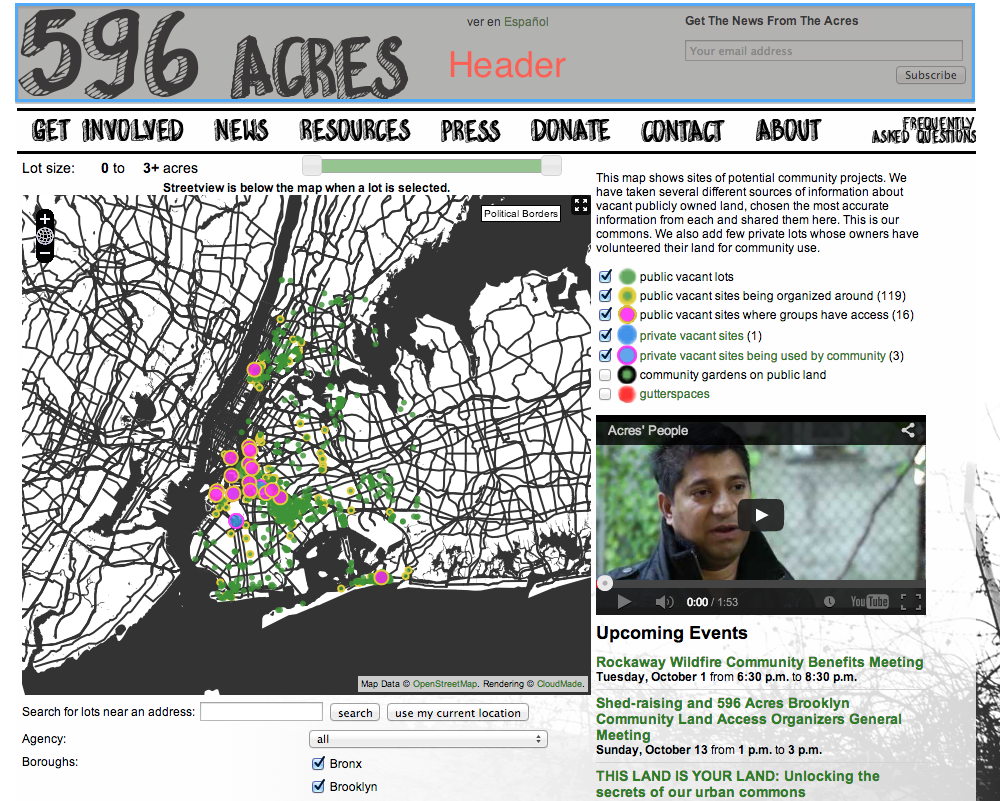 596 ACRES
ver en Español
Header
Get The News From The Acres
Your email address
Subscribe
GET INVOLVED NEWS RESOURCES PRESS DONATE CONTACT ABOUT FREQUENTLY ASKED QUESTIONS
Lot size: 0 to 3+ acres
Streetview is below the map when a lot is selected.
+
Political Borders
−
Map Data © OpenStreetMap. Rendering © CloudMade.
Search for lots near an address: search use my current location
Agency: all
Boroughs: Bronx
Brooklyn
This map shows sites of potential community projects. We
have taken several different sources of information about
vacant publicly owned land, chosen the most accurate
information from each and shared them here. This is our
commons. We also add few private lots whose owners have
volunteered their land for community use.
public vacant lots
public vacant sites being organized around (119)
public vacant sites where groups have access (16)
private vacant sites (1)
private vacant sites being used by community (3)
community gardens on public land
gutterspaces
Acres' People
0:00 / 1:53
YouTube
Upcoming Events
Rockaway Wildfire Community Benefits Meeting
Tuesday, October 1 from 6:30 p.m. to 8:30 p.m.
Shed-raising and 596 Acres Brooklyn
Community Land Access Organizers General
Meeting
Sunday, October 13 from 1 p.m. to 3 p.m.
THIS LAND IS YOUR LAND: Unlocking the
secrets of our urban commons